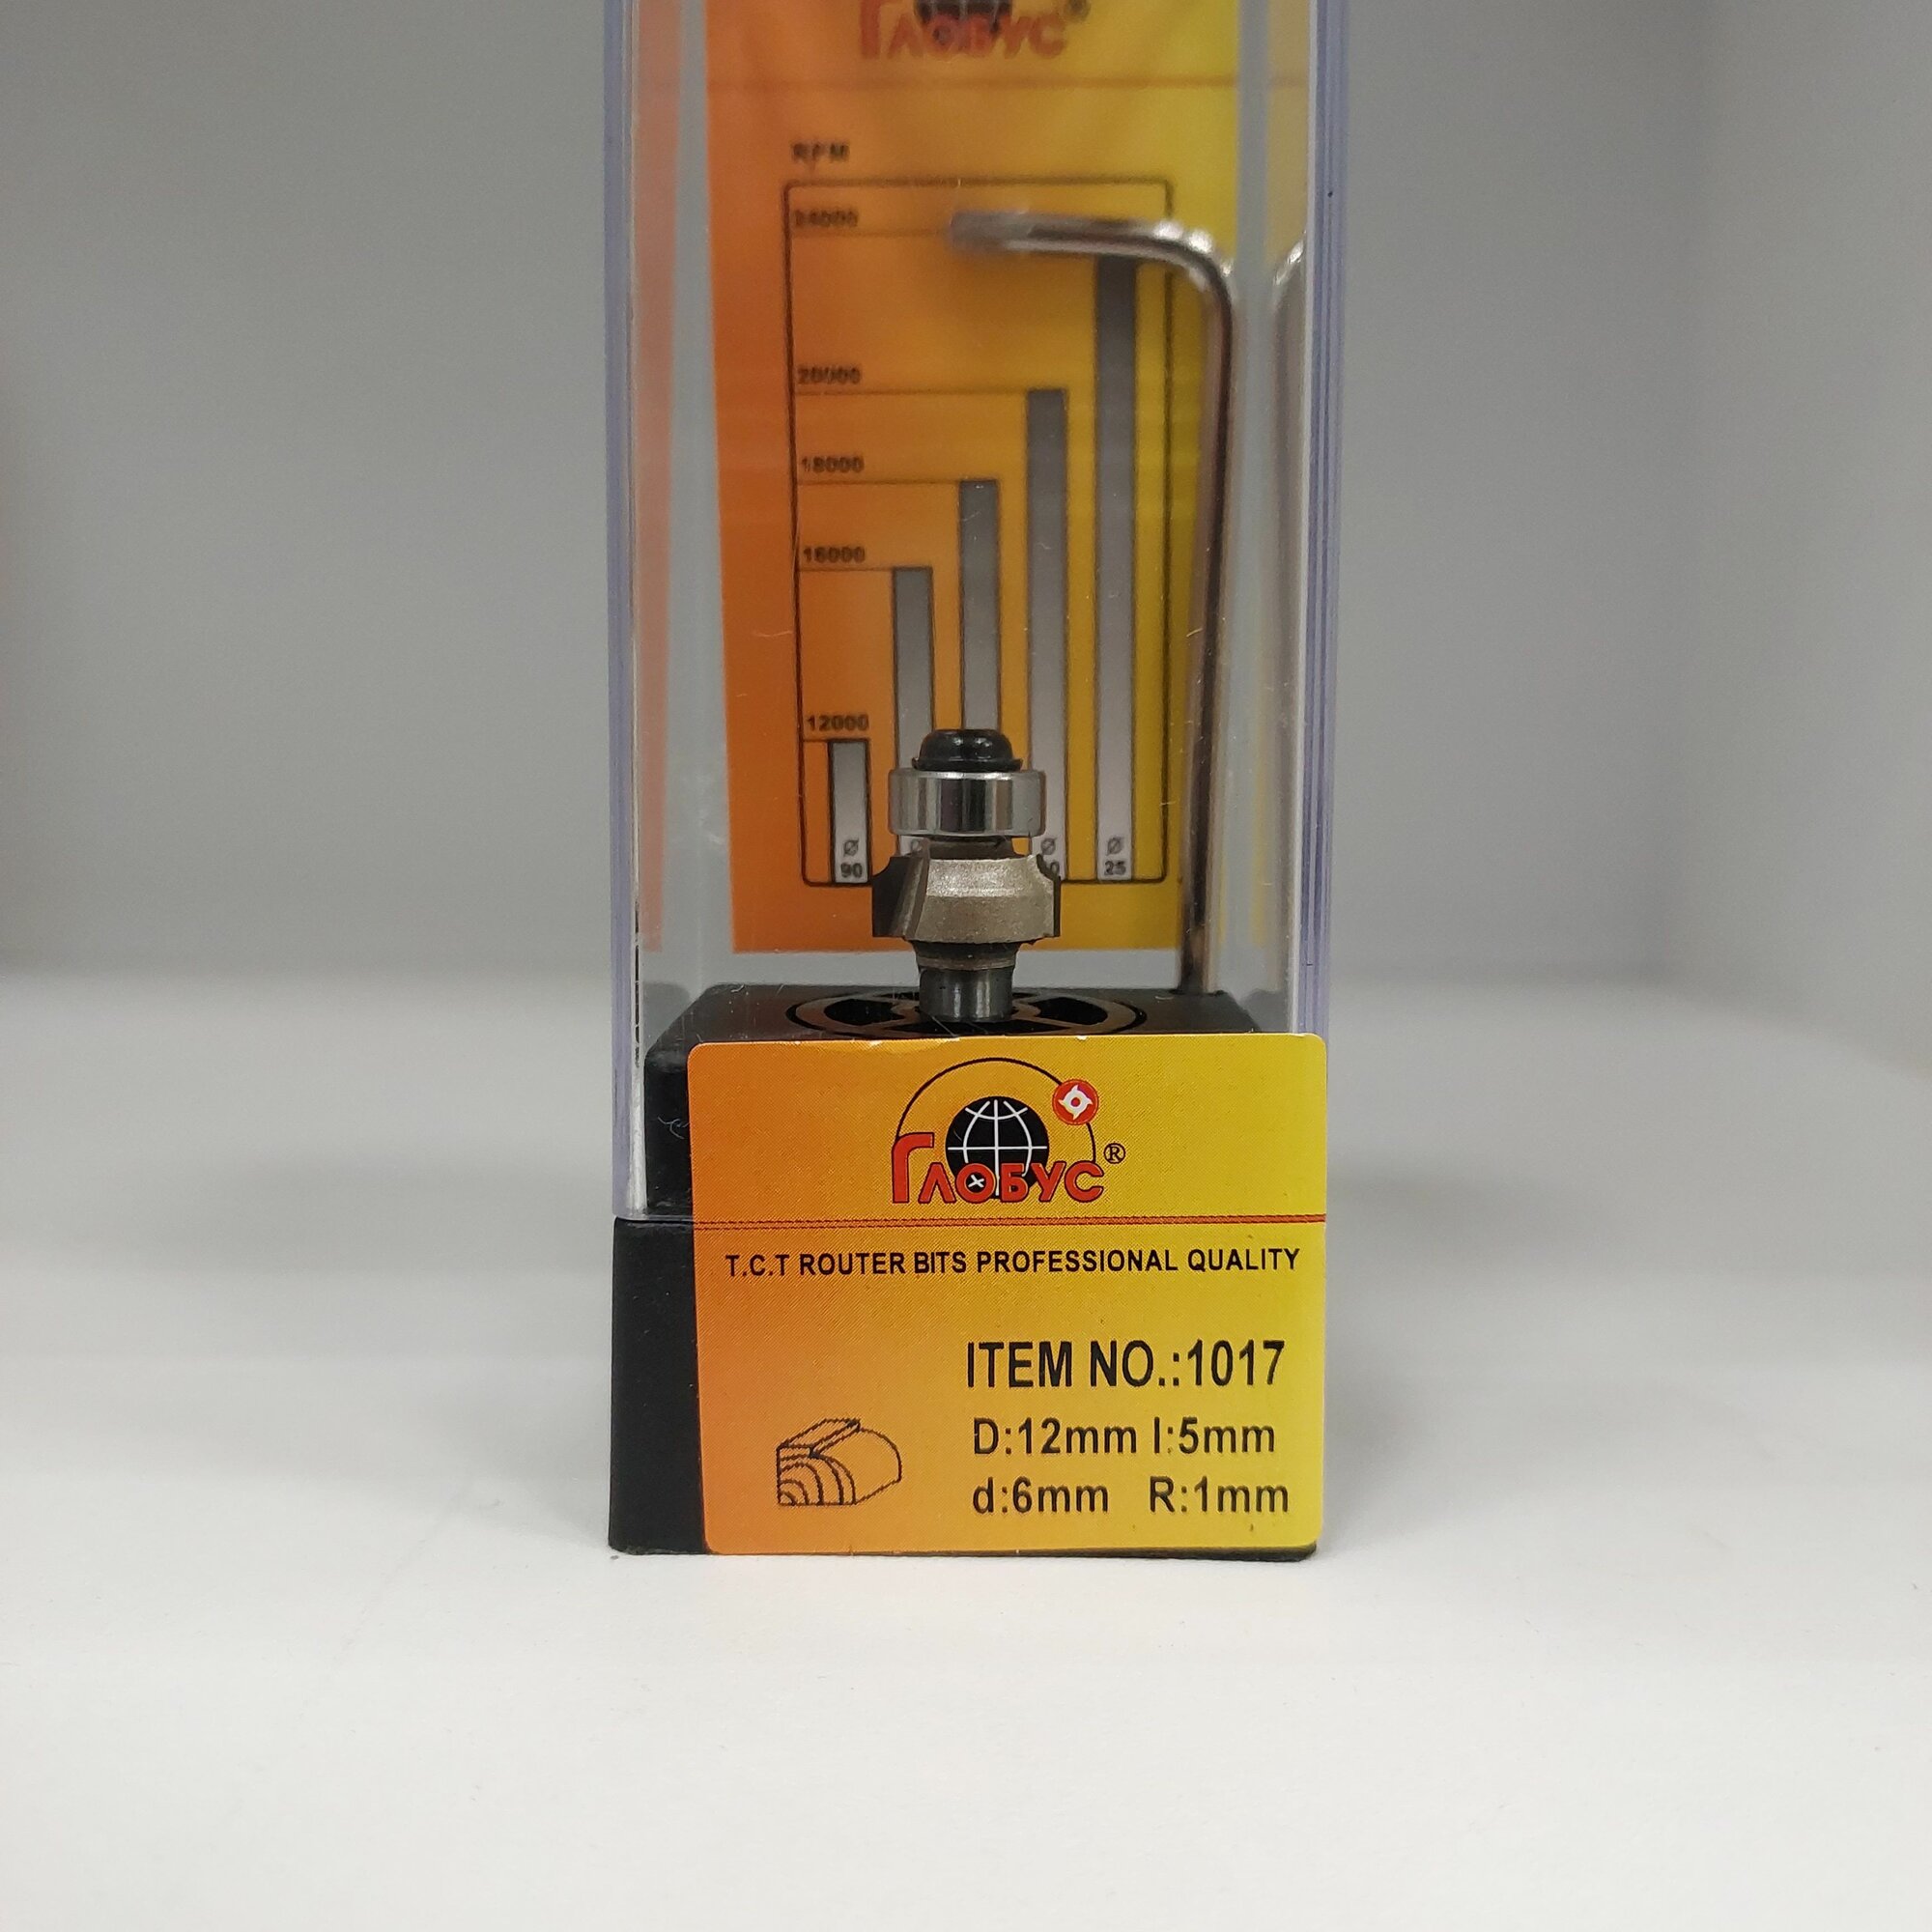 ГЛОБУС
RPM
24000
20000
18000
16000
12000
Ø Ø Ø
90 25
ГЛОБУС®
T.C.T ROUTER BITS PROFESSIONAL QUALITY
ITEM NO.:1017
D:12mm l:5mm
d:6mm R:1mm